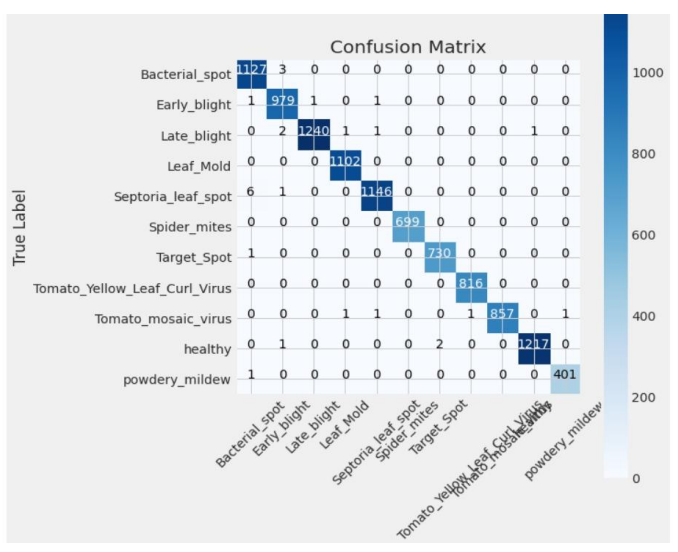 Confusion Matrix
True Label
Bacterial_spot 1127 3 0 0 0 0 0 0 0 0 0
Early_blight 1 979 1 0 1 0 0 0 0 0 0
Late_blight 0 2 1240 1 1 0 0 0 0 1 0
Leaf_Mold 0 0 0 1102 0 0 0 0 0 0 0
Septoria_leaf_spot 6 1 0 0 1146 0 0 0 0 0 0
Spider_mites 0 0 0 0 0 699 0 0 0 0 0
Target_Spot 1 0 0 0 0 0 730 0 0 0 0
Tomato_Yellow_Leaf_Curl_Virus 0 0 0 0 0 0 0 816 0 0 0
Tomato_mosaic_virus 0 0 0 1 1 0 0 1 857 0 1
healthy 0 1 0 0 0 0 2 0 0 1217 0
powdery_mildew 1 0 0 0 0 0 0 0 0 0 401
Bacterial_spot
Early_blight
Late_blight
Leaf_Mold
Septoria_leaf_spot
Spider_mites
Target_Spot
Tomato_Yellow_Leaf_Curl_Virus
Tomato_mosaic_virus
powdery_mildew
1000
800
600
400
200
0